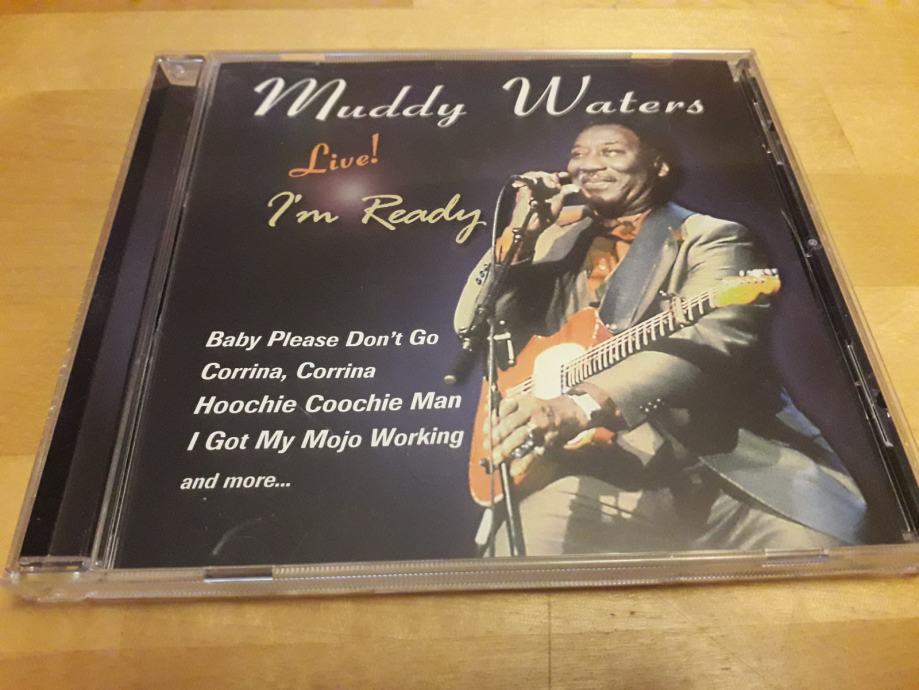 Muddy Waters
Live!
I'm Ready
Baby Please Don't Go
Corrina, Corrina
Hoochie Coochie Man
I Got My Mojo Working
and more...